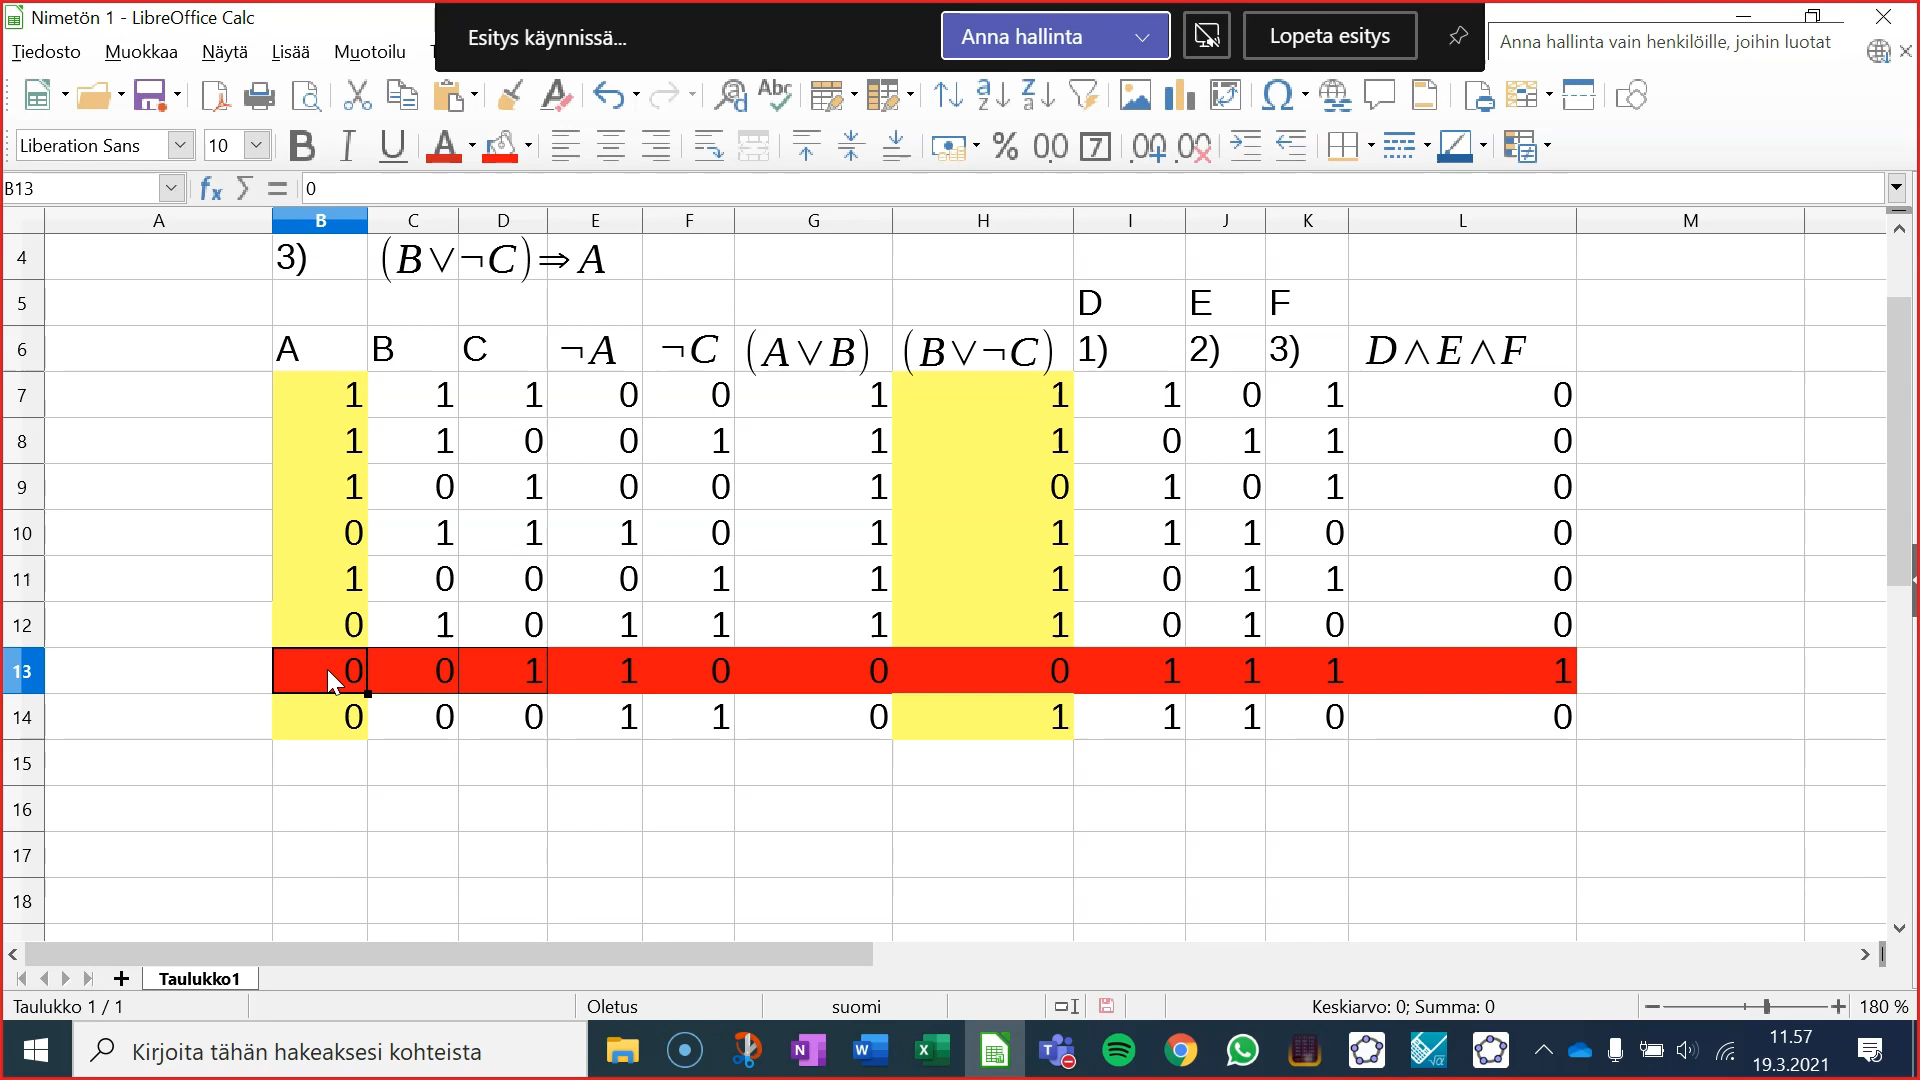 Nimetön 1 - LibreOffice Calc
Esitys käynnissä...
Anna hallinta
Lopeta esitys
Anna hallinta vain henkilöille, joihin luotat
Tiedosto Muokkaa Näytä Lisää Muotoilu
Liberation Sans 10
B13 0
A B C D E F G H I J K L M
4 3) (B∨¬C)⇒A
5 D E F
6 A B C ¬A ¬C (A∨B) (B∨¬C) 1) 2) 3) D∧E∧F
7 1 1 1 0 0 1 1 1 0 1 0
8 1 1 0 0 1 1 1 0 1 1 0
9 1 0 1 0 0 1 0 1 0 1 0
10 0 1 1 1 0 1 1 1 1 0 0
11 1 0 0 0 1 1 1 0 1 1 0
12 0 1 0 1 1 1 1 0 1 0 0
13 0 0 1 1 0 0 0 1 1 1 1
14 0 0 0 1 1 0 1 1 1 0 0
15
16
17
18
Taulukko1
Taulukko 1 / 1 Oletus suomi Keskiarvo: 0; Summa: 0 180 %
Kirjoita tähän hakeaksesi kohteista
11.57
19.3.2021